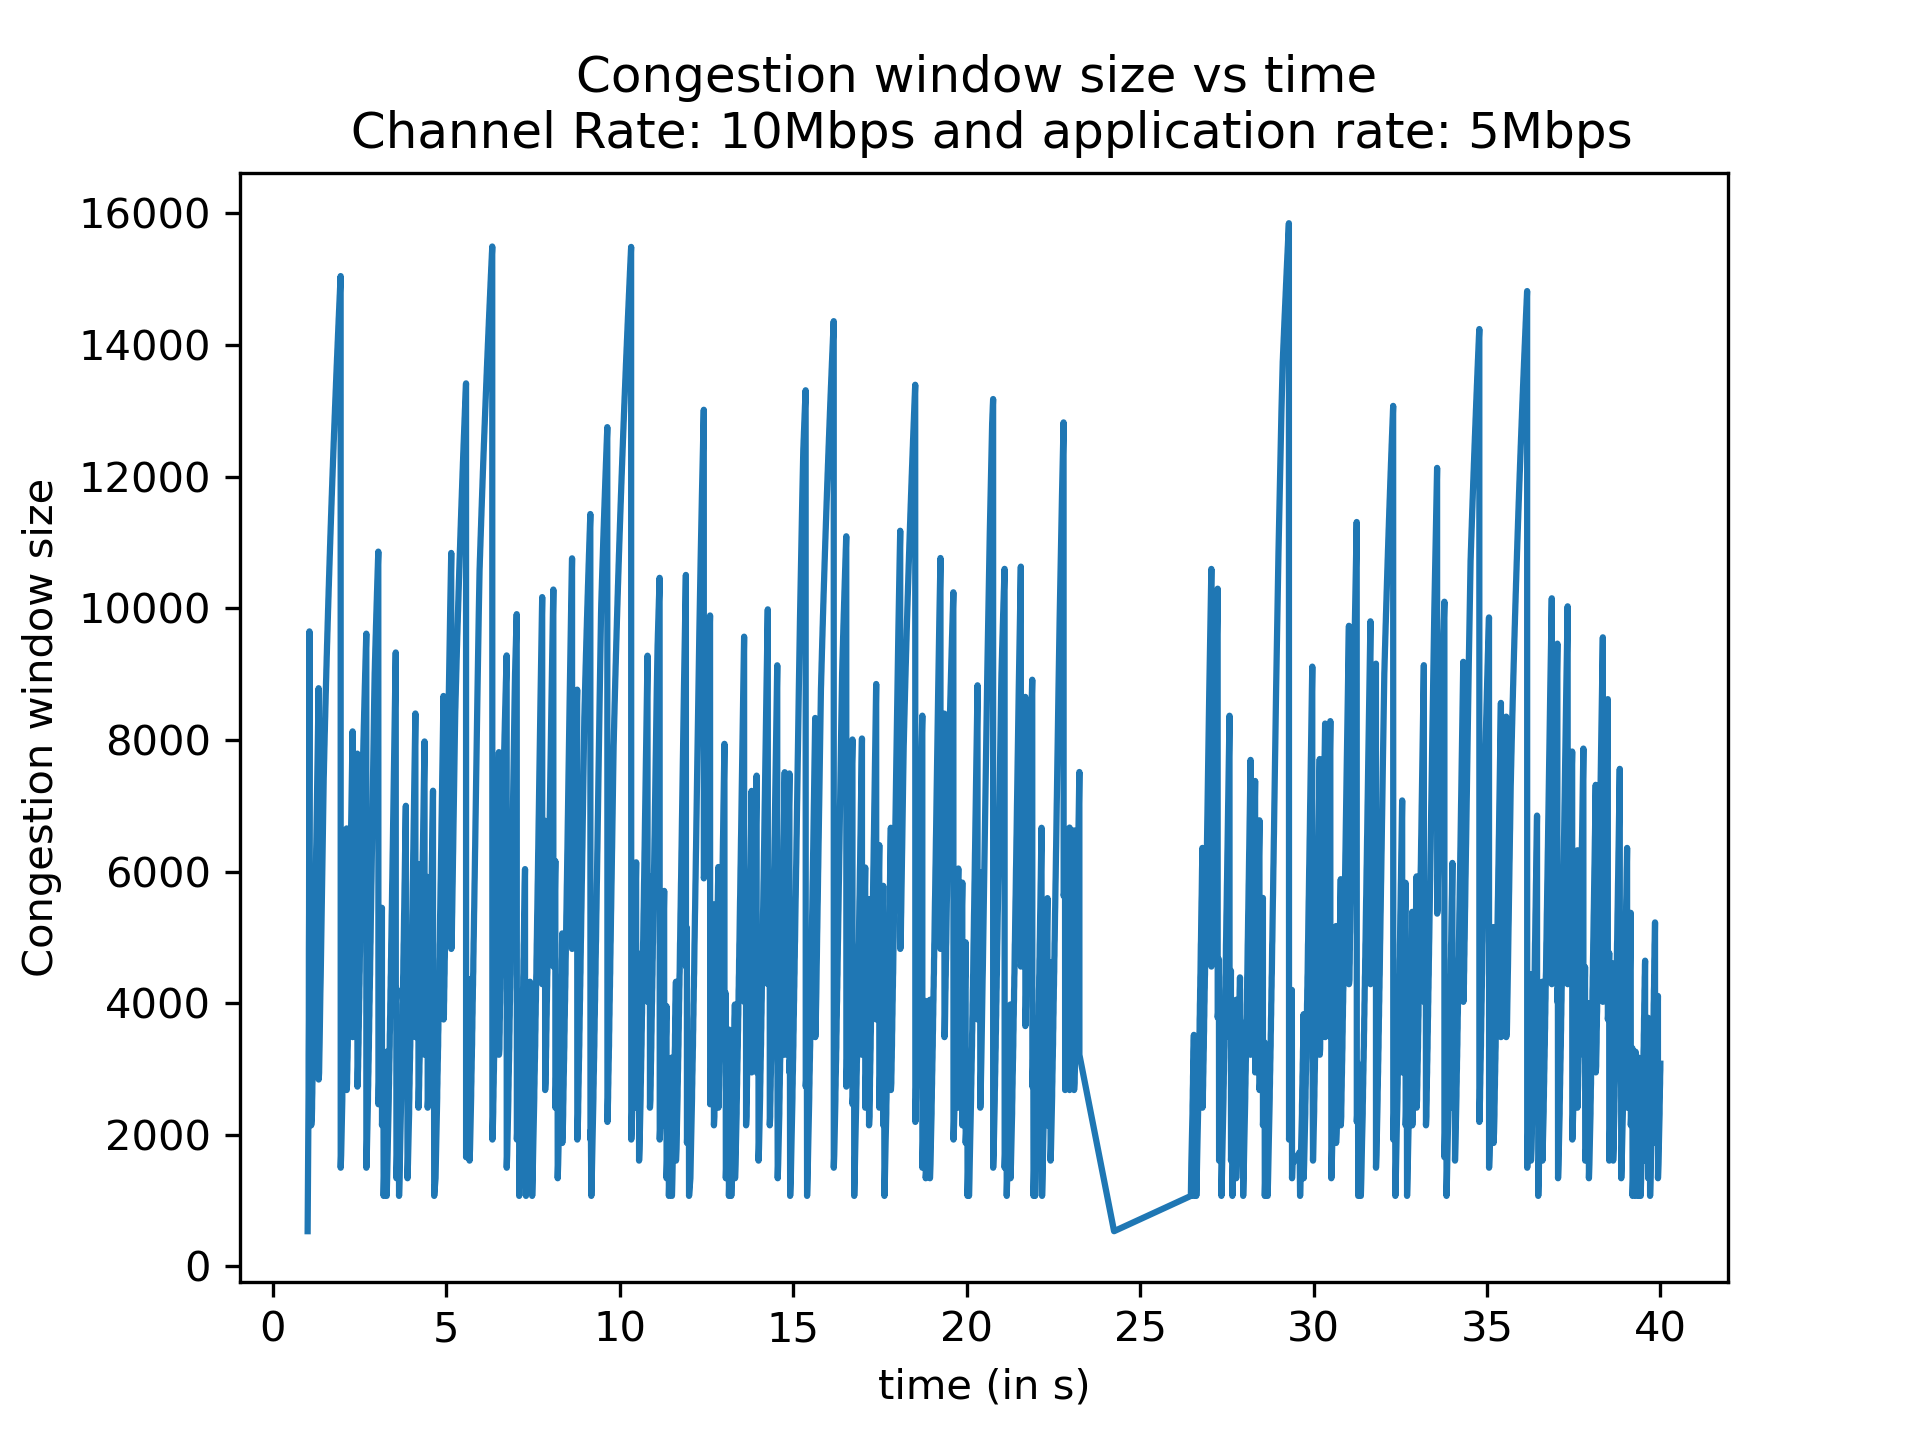 Congestion window size vs time
Channel Rate: 10Mbps and application rate: 5Mbps
Congestion window size
16000
14000
12000
10000
8000
6000
4000
2000
0
0 5 10 15 20 25 30 35 40
time (in s)